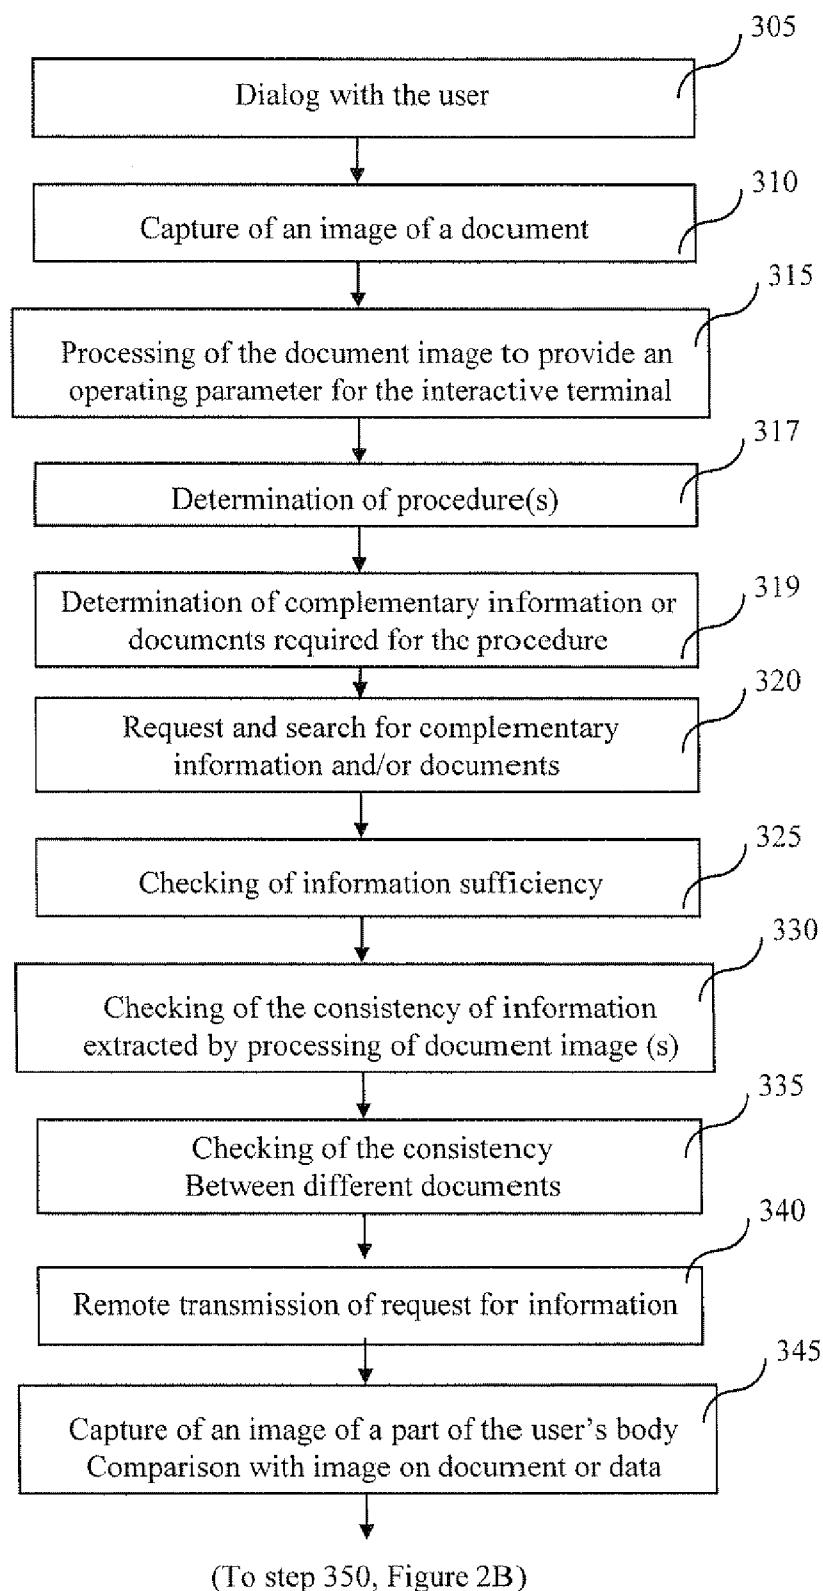 305
Dialog with the user
310
Capture of an image of a document
315
Processing of the document image to provide an
operating parameter for the interactive terminal
317
Determination of procedure(s)
319
Determination of complementary information or
documents required for the procedure
320
Request and search for complementary
information and/or documents
325
Checking of information sufficiency
330
Checking of the consistency of information
extracted by processing of document image (s)
335
Checking of the consistency
Between different documents
340
Remote transmission of request for information
345
Capture of an image of a part of the user's body
Comparison with image on document or data
(To step 350, Figure 2B)